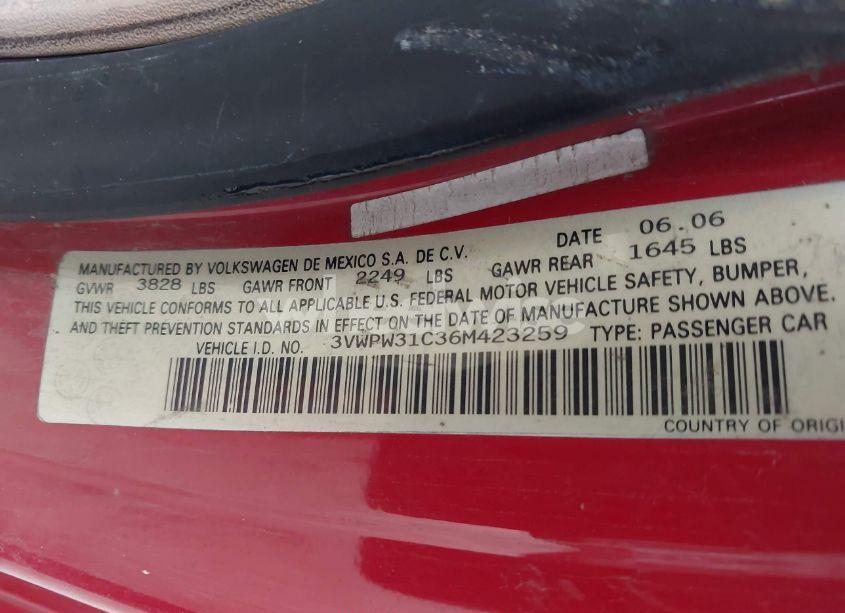 MANUFACTURED BY VOLKSWAGEN DE MEXICO S.A. DE C.V. DATE 06.06
GVWR 3828 LBS GAWR FRONT 2249 LBS GAWR REAR 1645 LBS
THIS VEHICLE CONFORMS TO ALL APPLICABLE U.S. FEDERAL MOTOR VEHICLE SAFETY, BUMPER,
AND THEFT PREVENTION STANDARDS IN EFFECT ON THE DATE OF MANUFACTURE SHOWN ABOVE.
VEHICLE I.D. NO. 3VWPW31C36M423259 TYPE: PASSENGER CAR
COUNTRY OF ORIGI